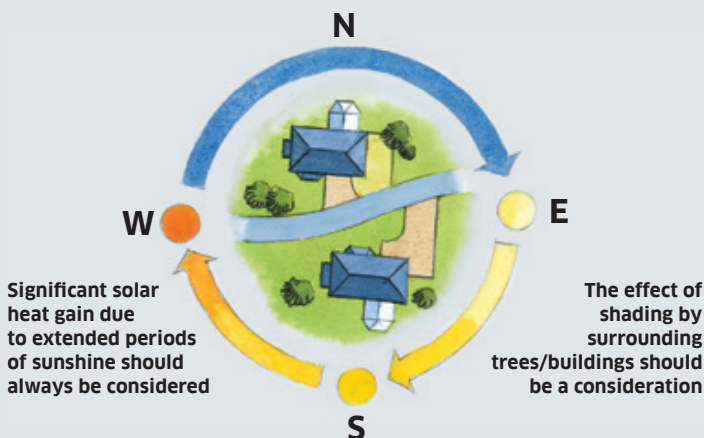 N
W
E
Significant solar
heat gain due
to extended periods
of sunshine should
always be considered
The effect of
shading by
surrounding
trees/buildings should
be a consideration
S